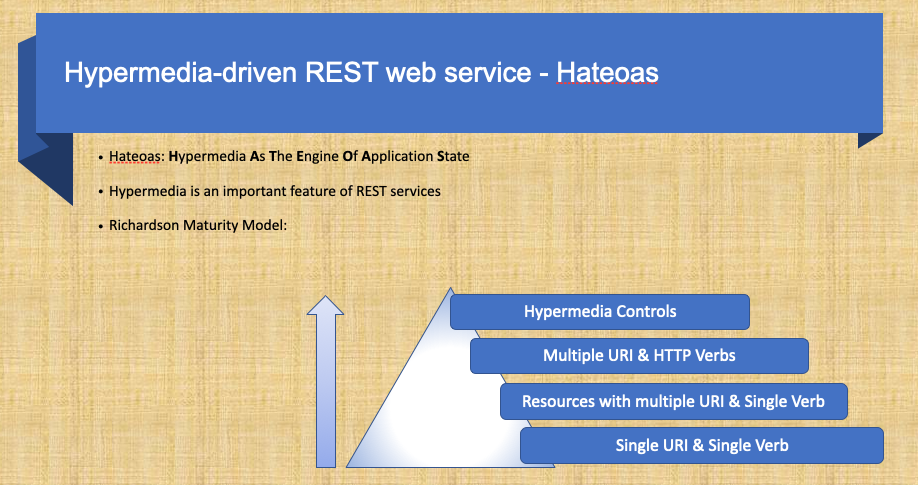 Hypermedia-driven REST web service - Hateoas
• Hateoas: Hypermedia As The Engine Of Application State
• Hypermedia is an important feature of REST services
• Richardson Maturity Model:
Hypermedia Controls
Multiple URI & HTTP Verbs
Resources with multiple URI & Single Verb
Single URI & Single Verb